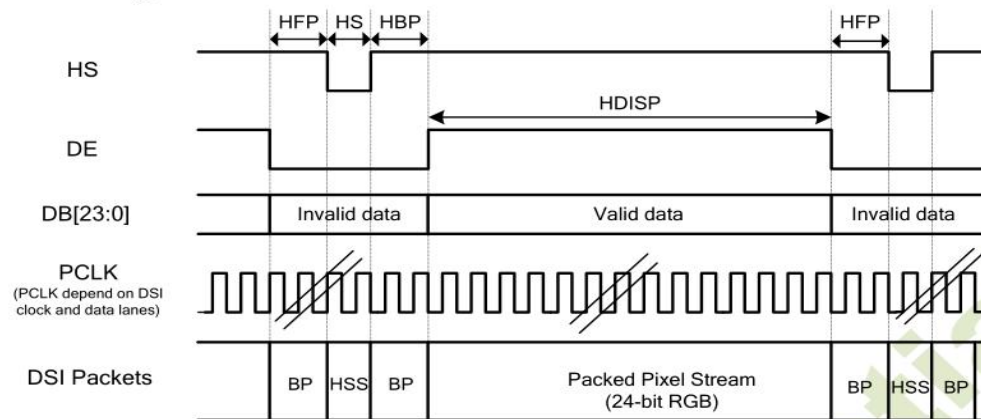 HFP HS HBP HFP
HS
HDISP
DE
DB[23:0] Invalid data Valid data Invalid data
PCLK
(PCLK depend on DSI
clock and data lanes)
DSI Packets BP HSS BP Packed Pixel Stream BP HSS BP
(24-bit RGB)